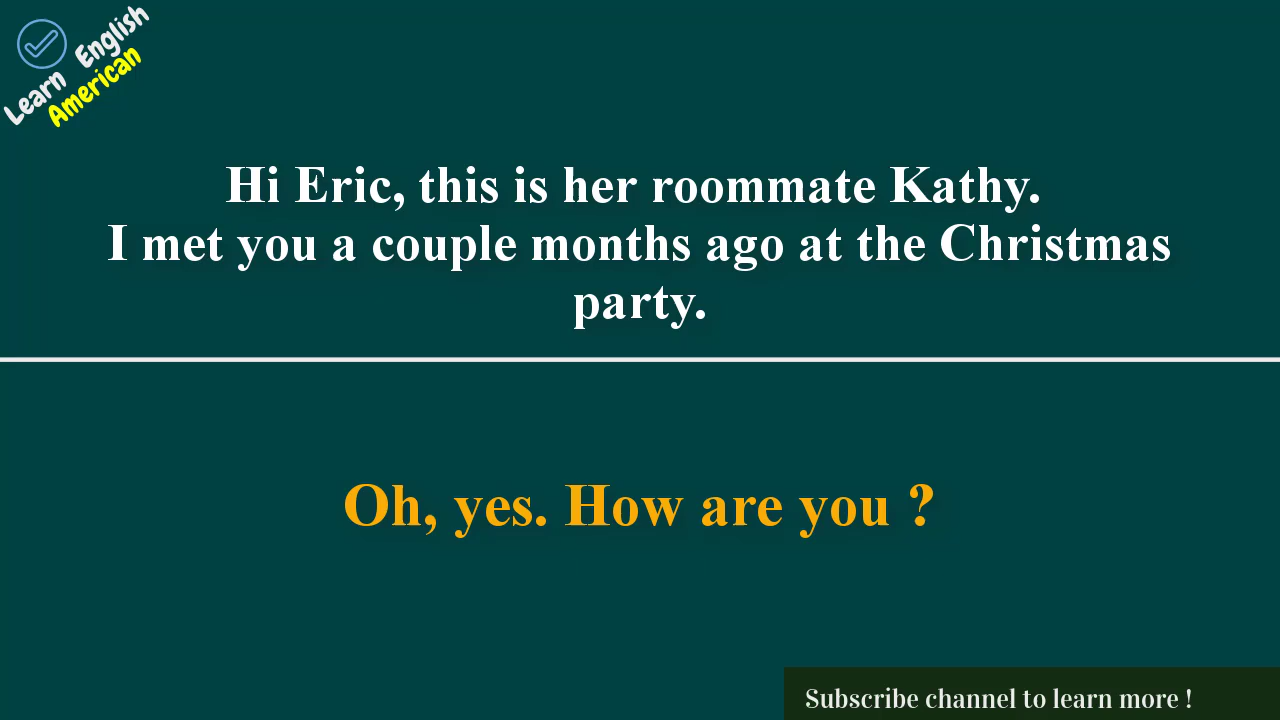 Learn English
American
Hi Eric, this is her roommate Kathy.
I met you a couple months ago at the Christmas
party.
Oh, yes. How are you ?
Subscribe channel to learn more !